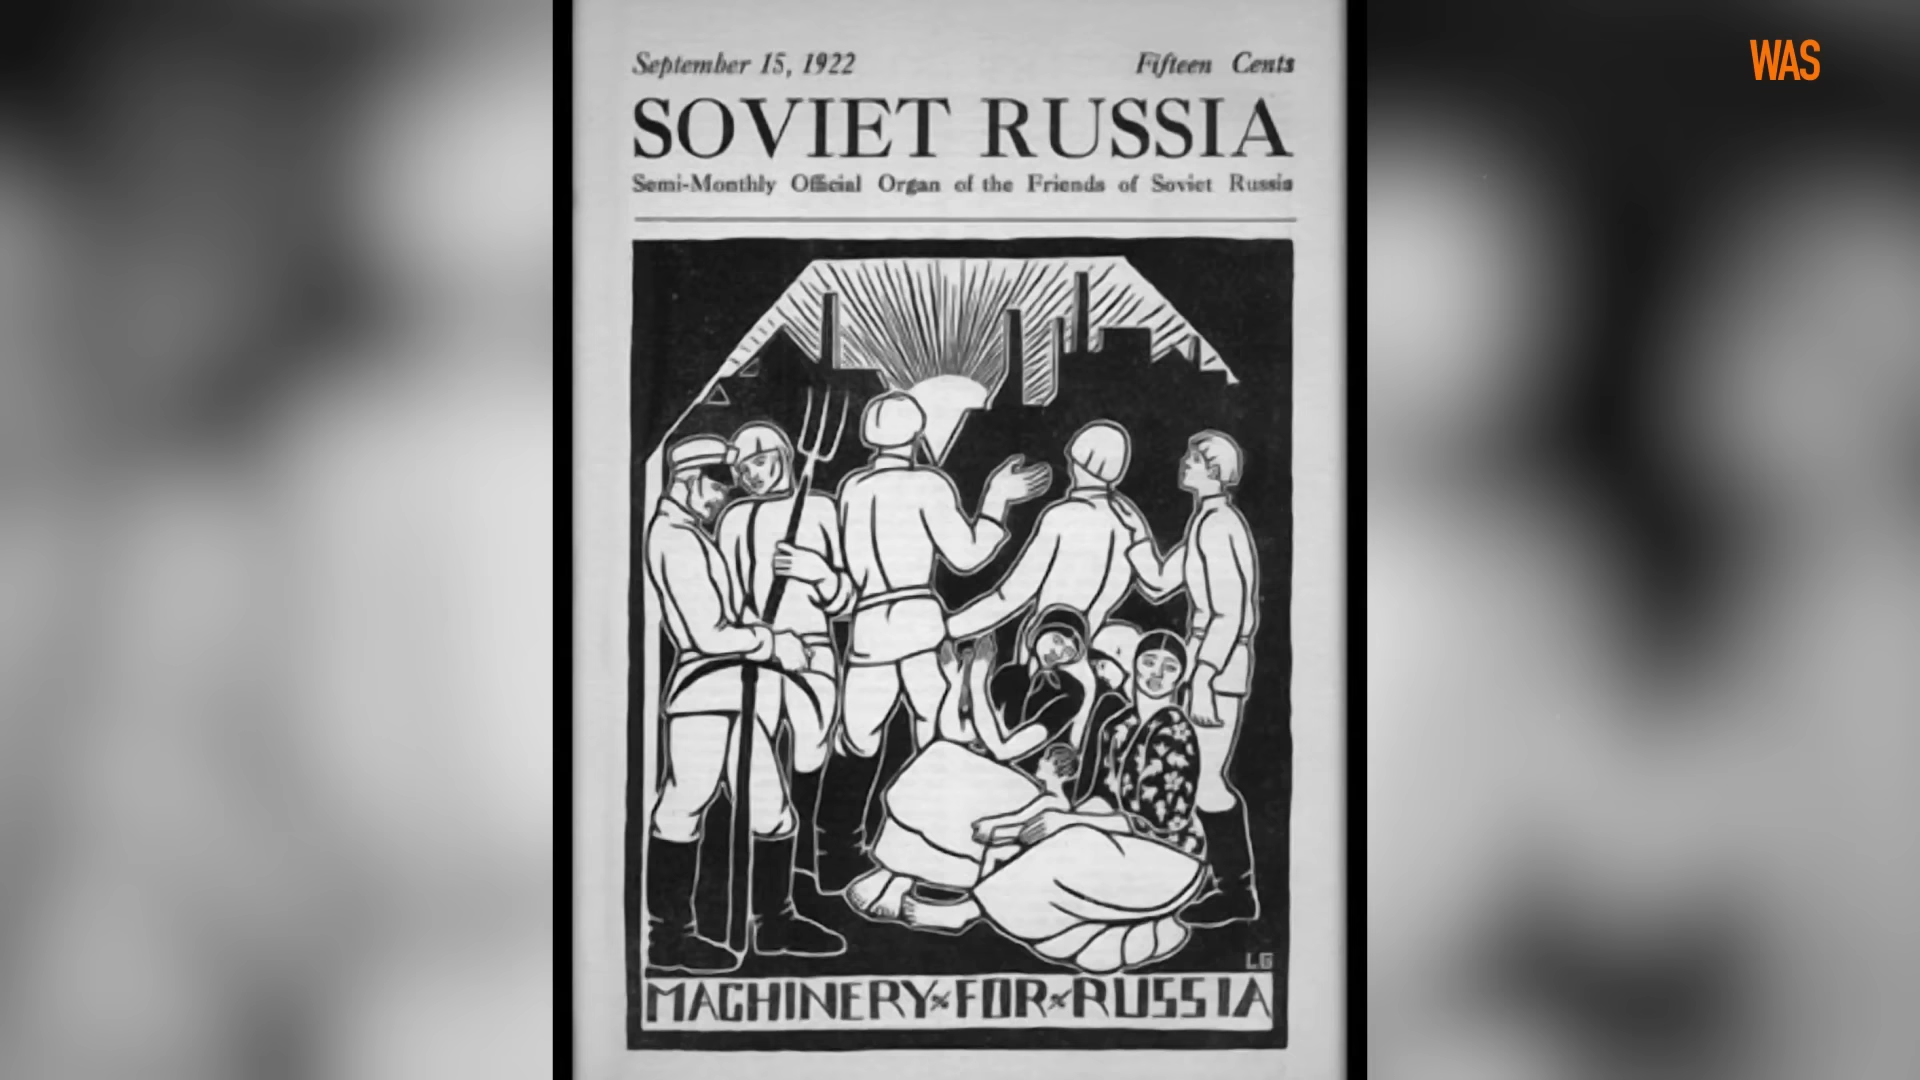 September 15, 1922 Fifteen Cents
SOVIET RUSSIA
Semi-Monthly Official Organ of the Friends of Soviet Russia
LG
MACHINERY FOR RUSSIA
WAS